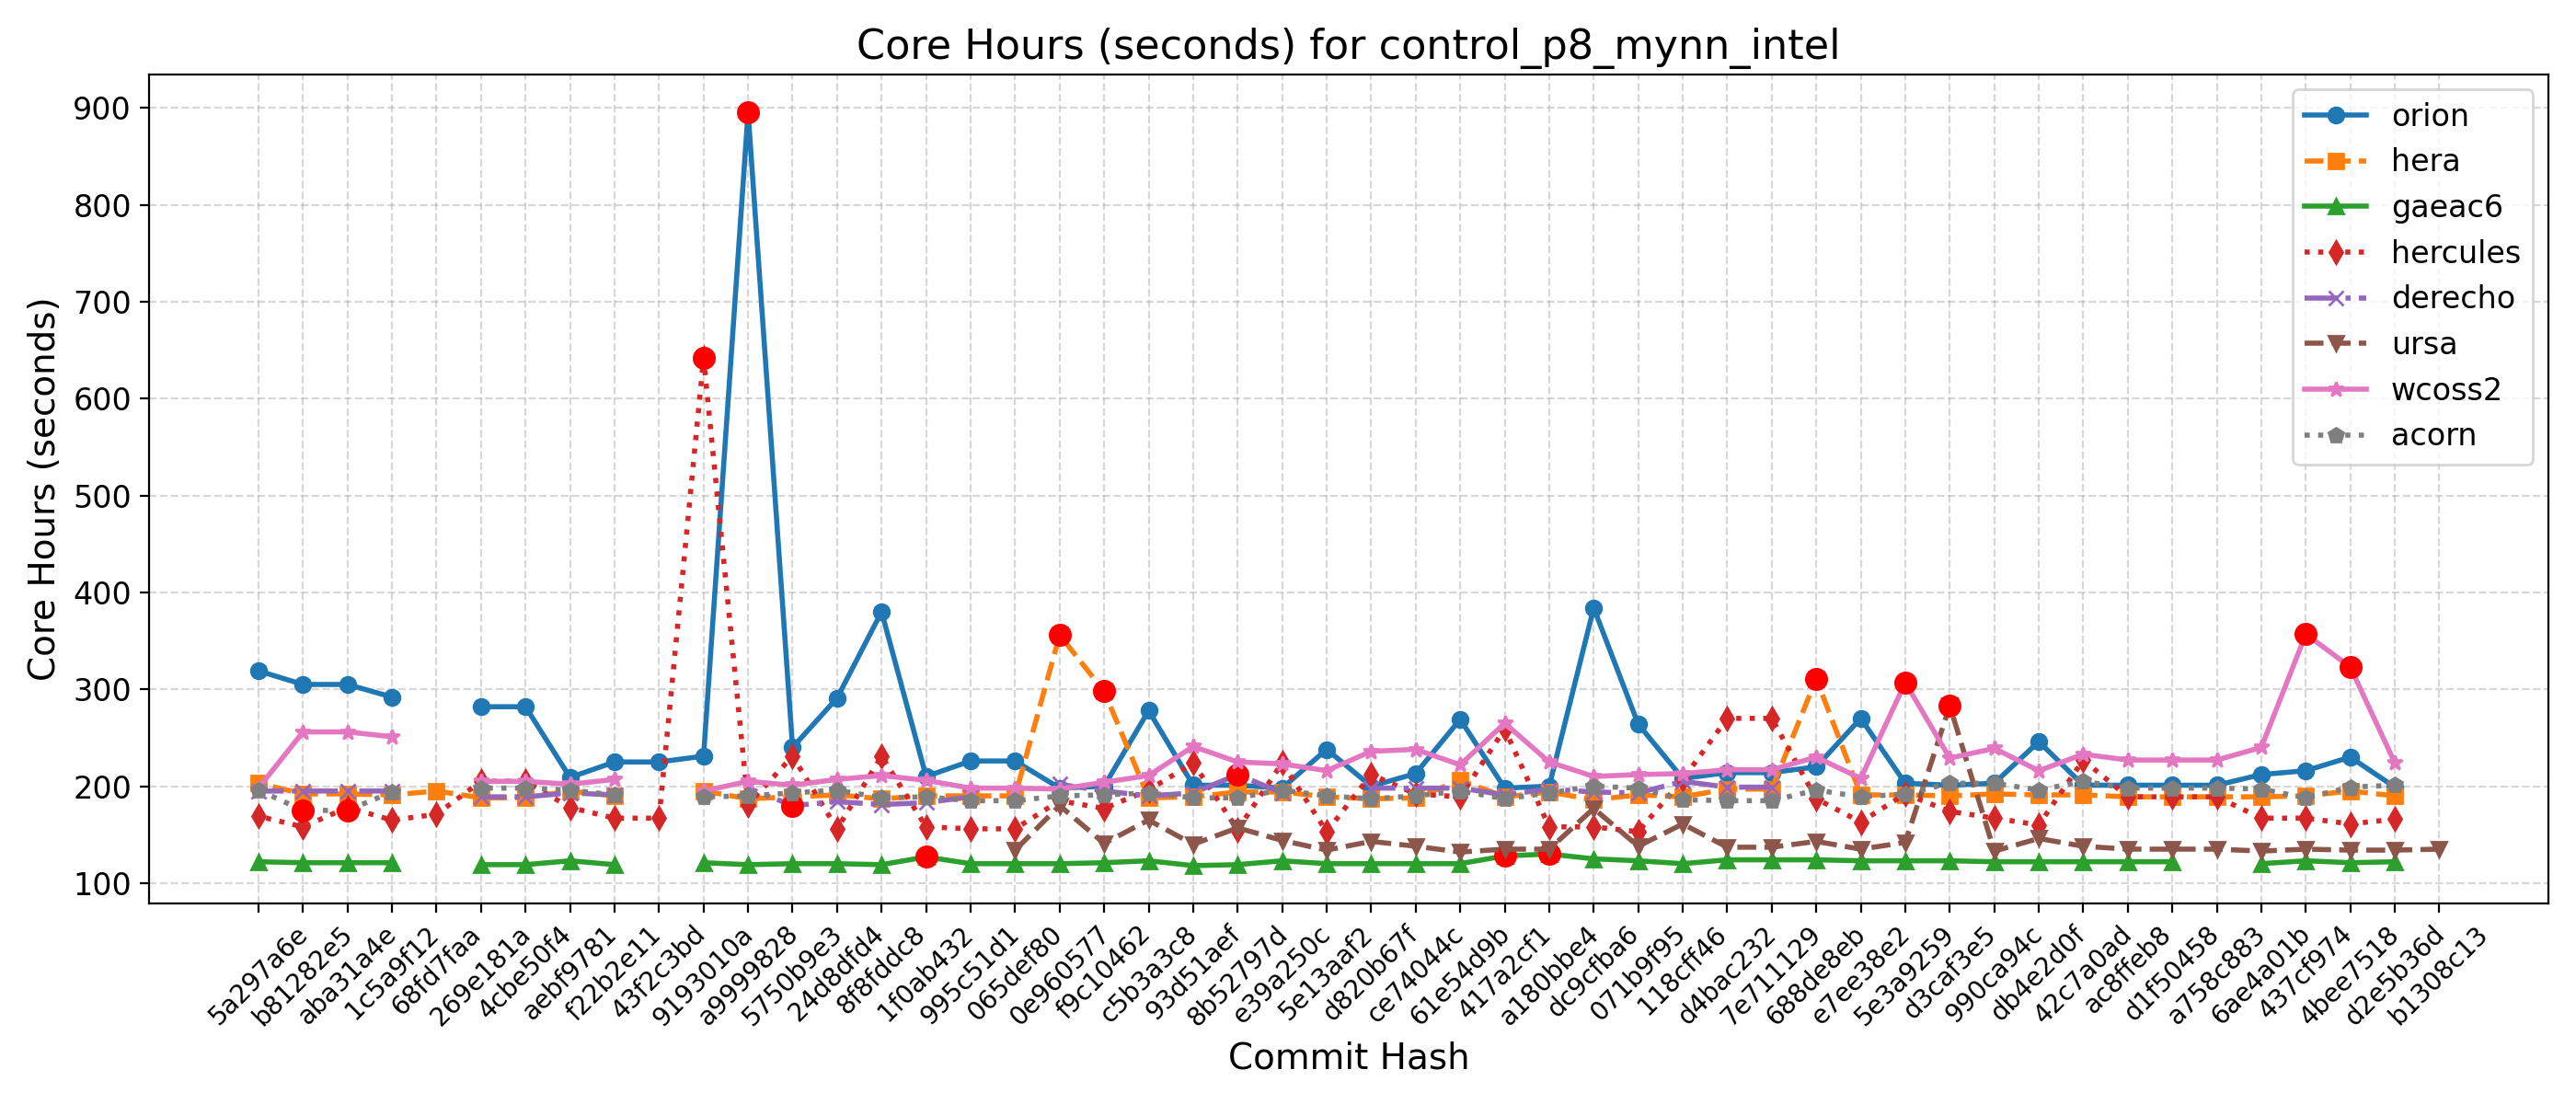 Core Hours (seconds) for control_p8_mynn_intel
Core Hours (seconds)
900
800
700
600
500
400
300
200
100
orion
hera
gaeac6
hercules
derecho
ursa
wcoss2
acorn
5a297a6e
b81282e5
aba31a4e
1c5a9f12
68fd7faa
269e181a
4cbe50f4
aebf9781
f22b2e11
43f2c3bd
9193010a
a9999828
5750b9e3
24d8dfd4
8f8fddc8
1f0ab432
995c51d1
065def80
0e960577
f9c10462
c5b3a3c8
93d51aef
8b52797d
e39a250c
5e13aaf2
d820b67f
ce74044c
61e54d9b
417a2cf1
a180bbe4
dc9cfba6
071b9f95
118cff46
d4bac232
7e711129
688de8eb
e7ee38e2
5e3a9259
d3caf3e5
990ca94c
db4e2d0f
42c7a0ad
ac8ffeb8
d1f50458
a758c883
6ae4a01b
437cf974
4bee7518
d2e5b36d
b1308c13
Commit Hash